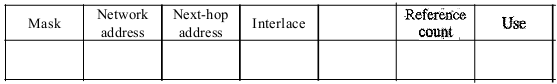 Mask
Network
address
Next-hop
address
Interlace
Reference
count
Use